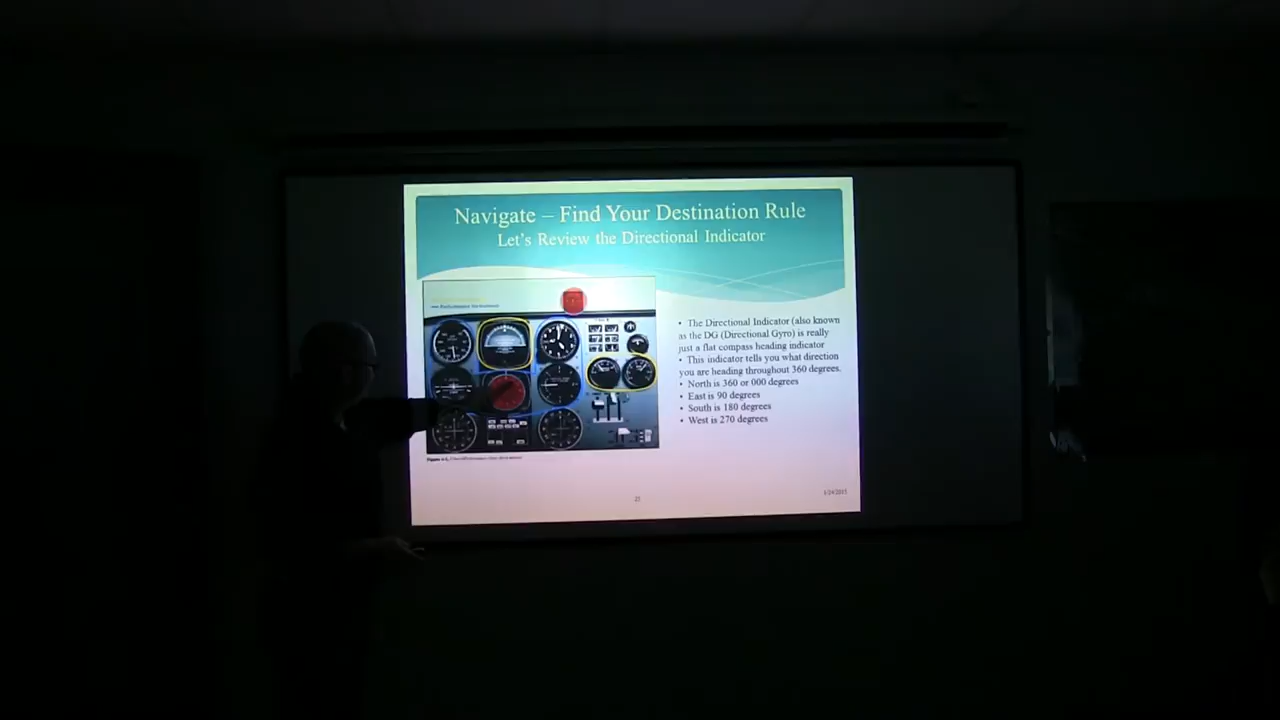 Navigate – Find Your Destination Rule
Let's Review the Directional Indicator
• The Directional Indicator (also known
as the DG (Directional Gyro) is really
just a flat compass heading indicator
• This indicator tells you what direction
you are heading throughout 360 degrees.
• North is 360 or 000 degrees
• East is 90 degrees
• South is 180 degrees
• West is 270 degrees
1/24/2015